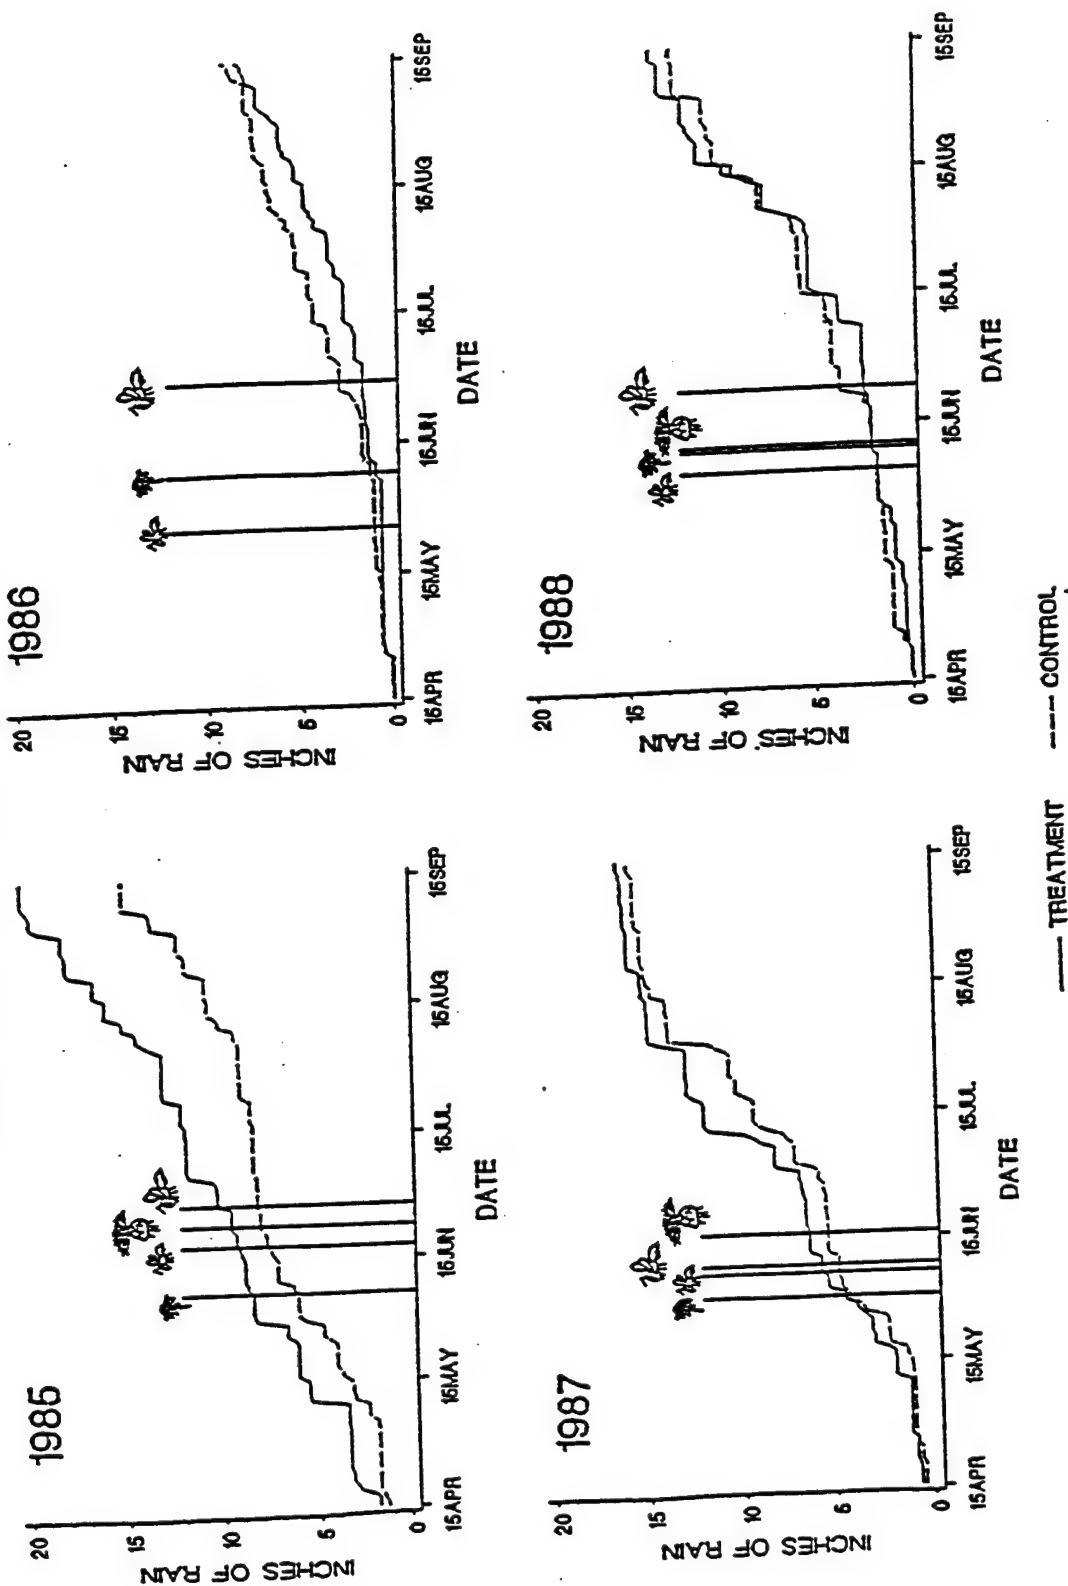 1985
20
15
10
5
0
INCHES OF RAIN
15APR
15MAY
15JUN
15JUL
15AUG
15SEP
DATE
1986
20
15
10
5
0
INCHES OF RAIN
15APR
15MAY
15JUN
15JUL
15AUG
15SEP
DATE
1987
20
15
10
5
0
INCHES OF RAIN
15APR
15MAY
15JUN
15JUL
15AUG
15SEP
DATE
1988
20
15
10
5
0
INCHES OF RAIN
15APR
15MAY
15JUN
15JUL
15AUG
15SEP
DATE
TREATMENT
CONTROL